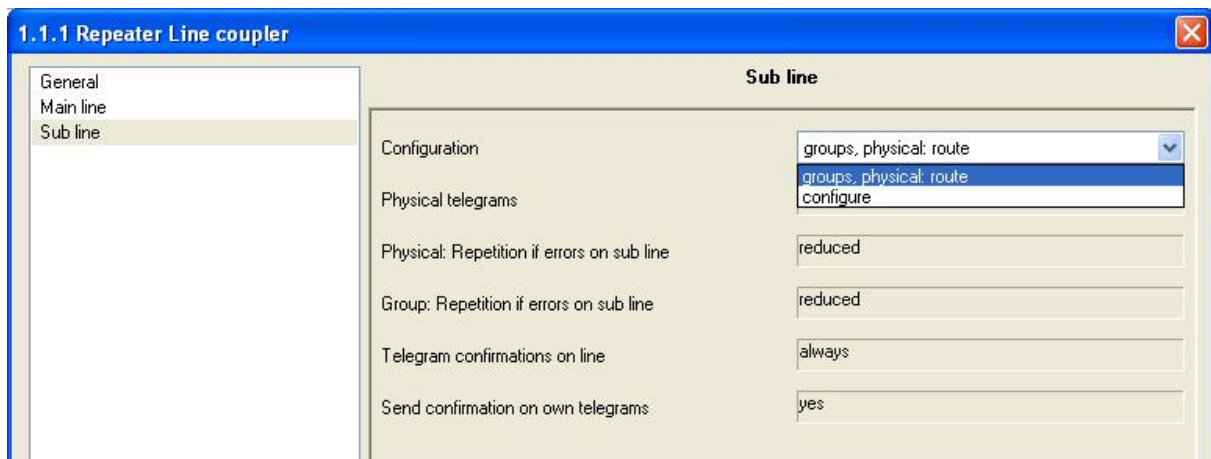 1.1.1 Repeater Line coupler
General
Main line
Sub line
Sub line
Configuration
groups, physical: route
groups, physical: route
configure
Physical telegrams
Physical: Repetition if errors on sub line
reduced
Group: Repetition if errors on sub line
reduced
Telegram confirmations on line
always
Send confirmation on own telegrams
yes